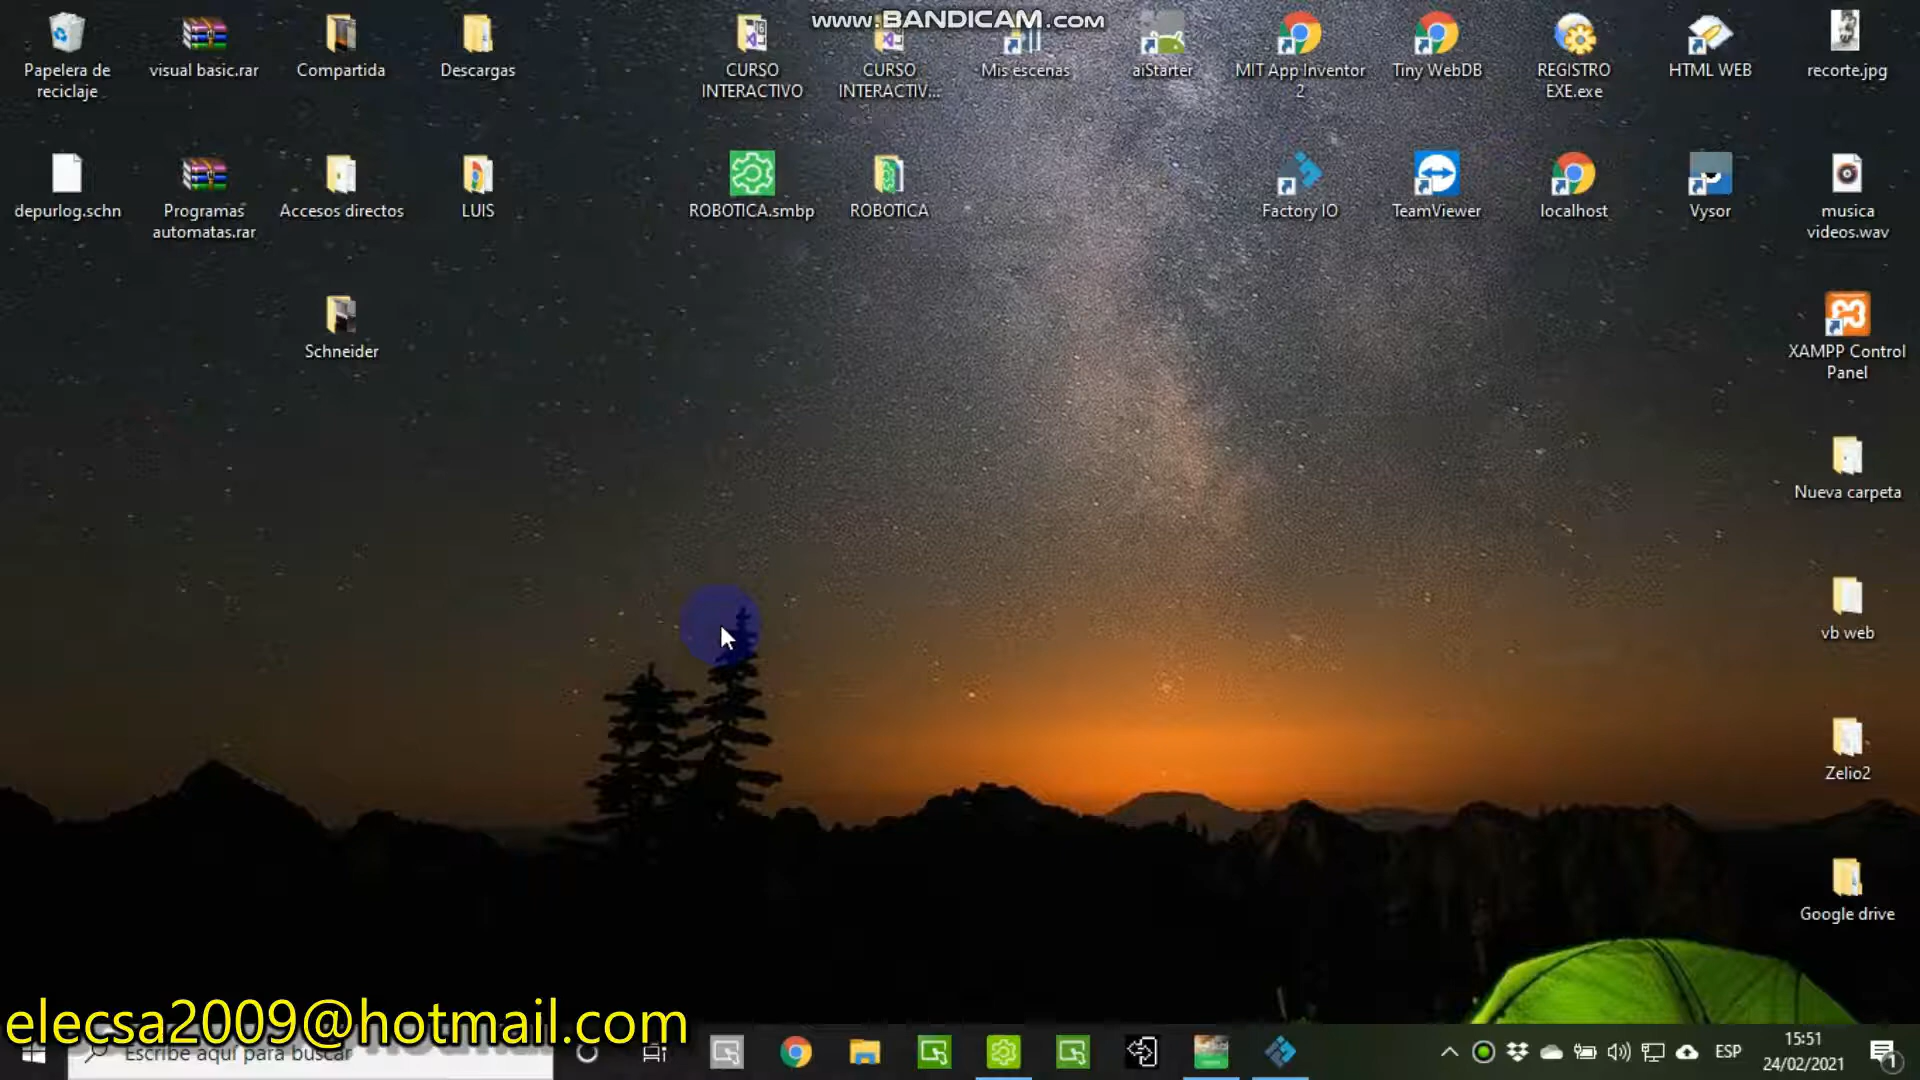 www.BANDICAM.com
Papelera de
reciclaje
visual basic.rar
Compartida
Descargas
CURSO
INTERACTIVO
CURSO
INTERACTIV...
Mis escenas
aiStarter
MIT App Inventor
2
Tiny WebDB
REGISTRO
EXE.exe
HTML WEB
recorte.jpg
depurlog.schn
Programas
automatas.rar
Accesos directos
LUIS
ROBOTICA.smbp
ROBOTICA
Factory IO
TeamViewer
localhost
Vysor
musica
videos.wav
Schneider
XAMPP Control
Panel
Nueva carpeta
vb web
Zelio2
Google drive
elecsa2009@hotmail.com
Escribe aquí para buscar
ESP
15:51
24/02/2021
1